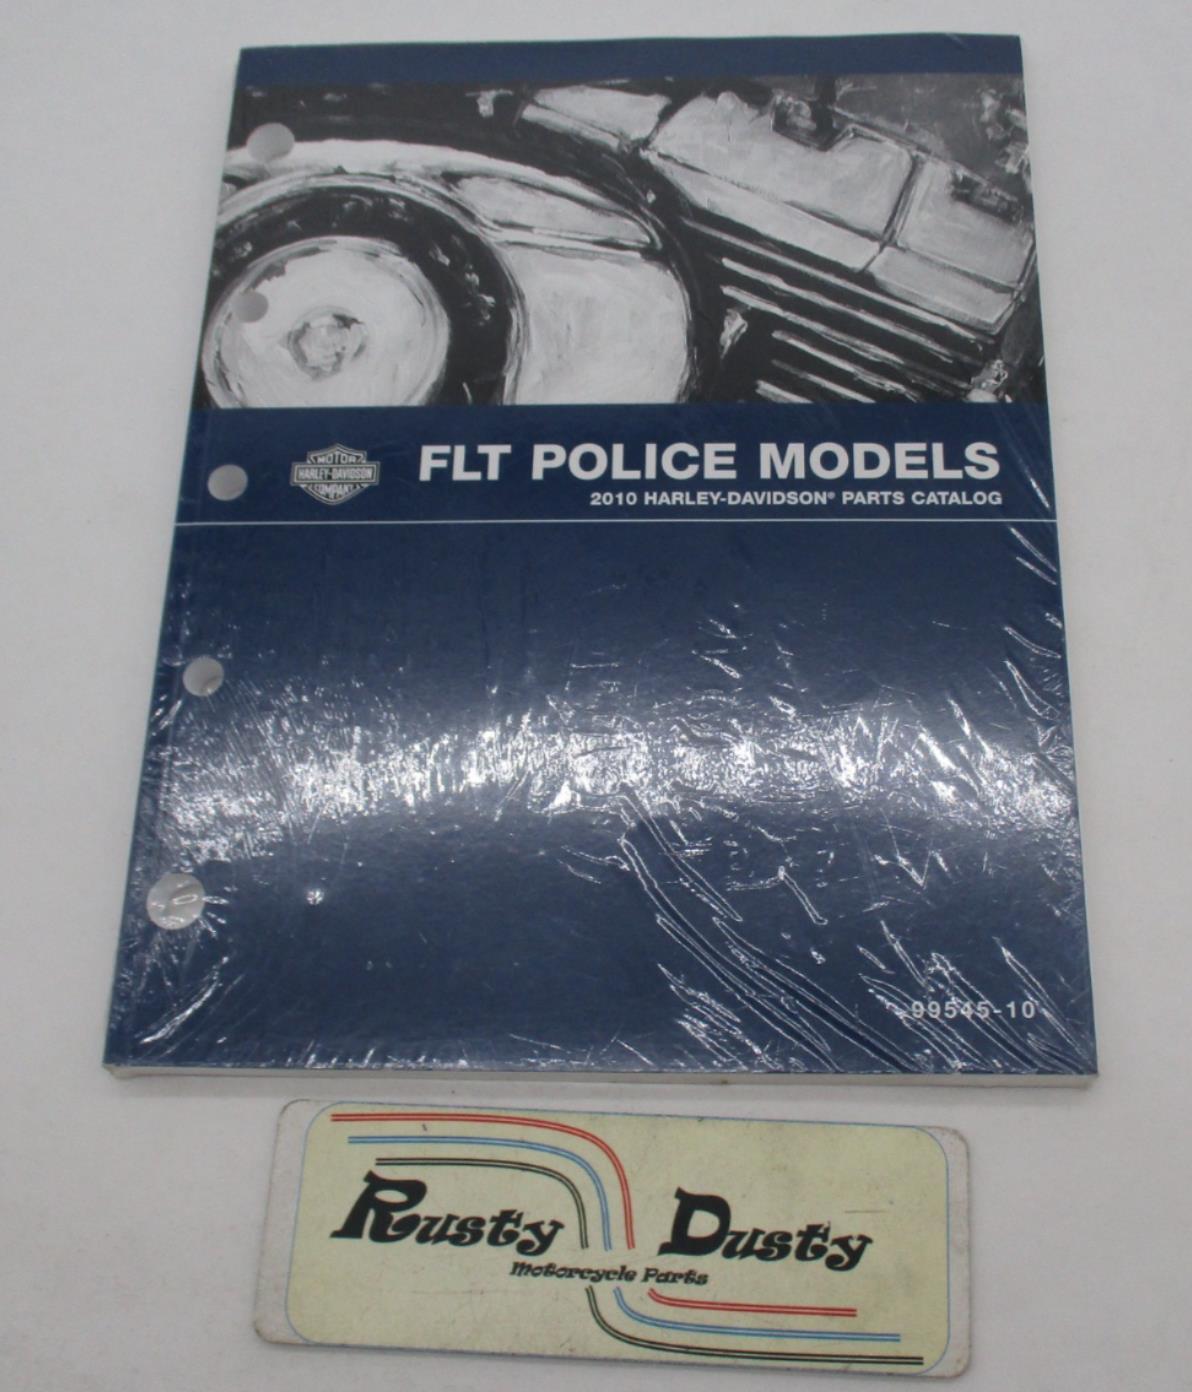 MOTOR
HARLEY-DAVIDSON
COMPANY
FLT POLICE MODELS
2010 HARLEY-DAVIDSON® PARTS CATALOG
99545-10
Rusty Dusty
Motorcycle Parts